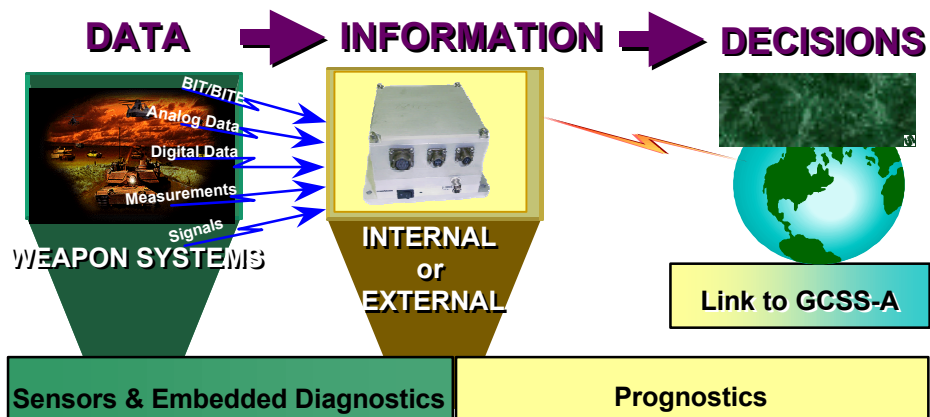 DATA
INFORMATION
DECISIONS
BIT/BITE
Analog Data
Digital Data
Measurements
Signals
WEAPON SYSTEMS
INTERNAL
or
EXTERNAL
Link to GCSS-A
Sensors & Embedded Diagnostics
Prognostics